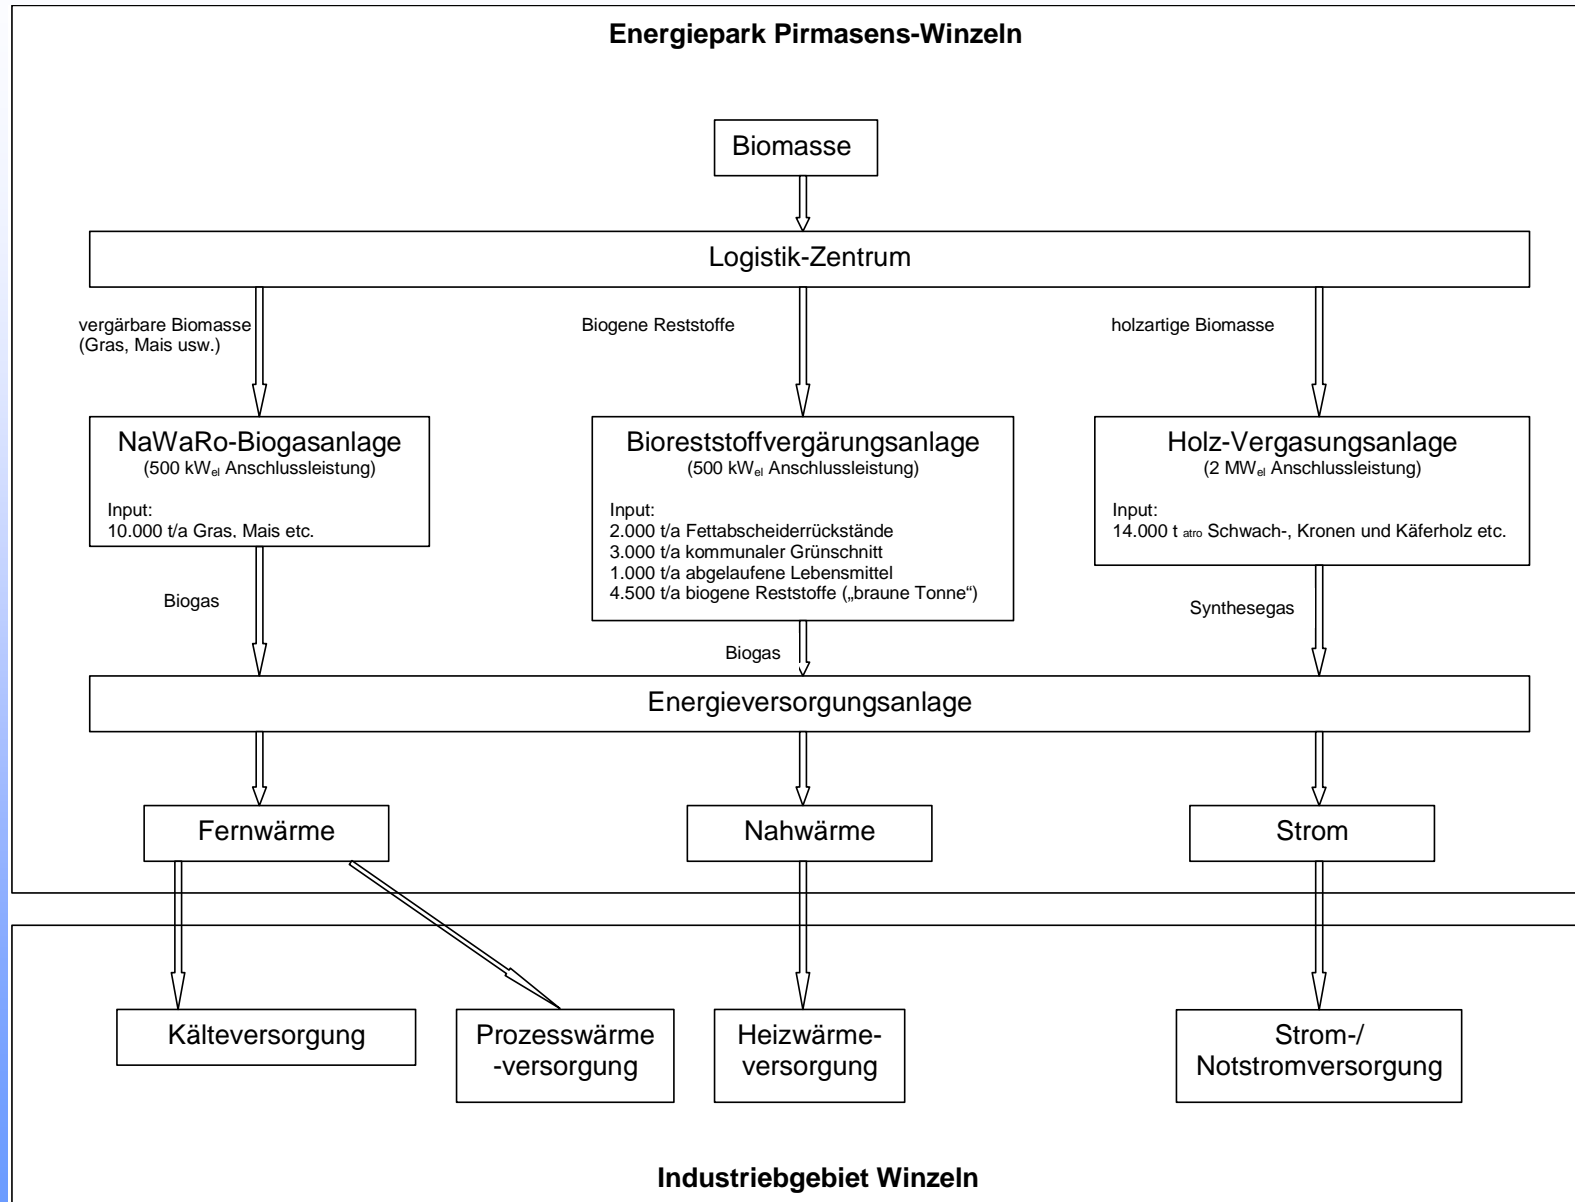 Energiepark Pirmasens-Winzeln
Biomasse
Logistik-Zentrum
vergärbare Biomasse
(Gras, Mais usw.)
Biogene Reststoffe
holzartige Biomasse
NaWaRo-Biogasanlage
(500 kWel Anschlussleistung)
Input:
10.000 t/a Gras, Mais etc.
Bioreststoffvergärungsanlage
(500 kWel Anschlussleistung)
Input:
2.000 t/a Fettabscheiderrückstände
3.000 t/a kommunaler Grünschnitt
1.000 t/a abgelaufene Lebensmittel
4.500 t/a biogene Reststoffe („braune Tonne“)
Holz-Vergasungsanlage
(2 MWel Anschlussleistung)
Input:
14.000 t atro Schwach-, Kronen und Käferholz etc.
Biogas
Biogas
Synthesegas
Energieversorgungsanlage
Fernwärme
Nahwärme
Strom
Kälteversorgung
Prozesswärme
-versorgung
Heizwärme-
versorgung
Strom-/
Notstromversorgung
Industriebgebiet Winzeln